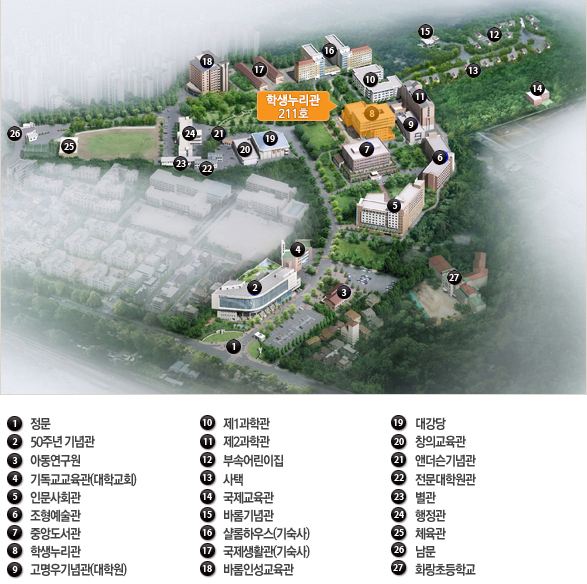 15
12
18
16
13
17
10
14
학생누리관
211호
11
8
9
26
24
21
19
25
20
7
23
22
6
5
4
27
2
3
1
1 정문
2 50주년 기념관
3 아동연구원
4 기독교교육관(대학교회)
5 인문사회관
6 조형예술관
7 중앙도서관
8 학생누리관
9 고명우기념관(대학원)
10 제1과학관
11 제2과학관
12 부속어린이집
13 사택
14 국제교육관
15 바롬기념관
16 샬롬하우스(기숙사)
17 국제생활관(기숙사)
18 바롬인성교육관
19 대강당
20 창의교육관
21 앤더슨기념관
22 전문대학원관
23 별관
24 행정관
25 체육관
26 남문
27 화랑초등학교